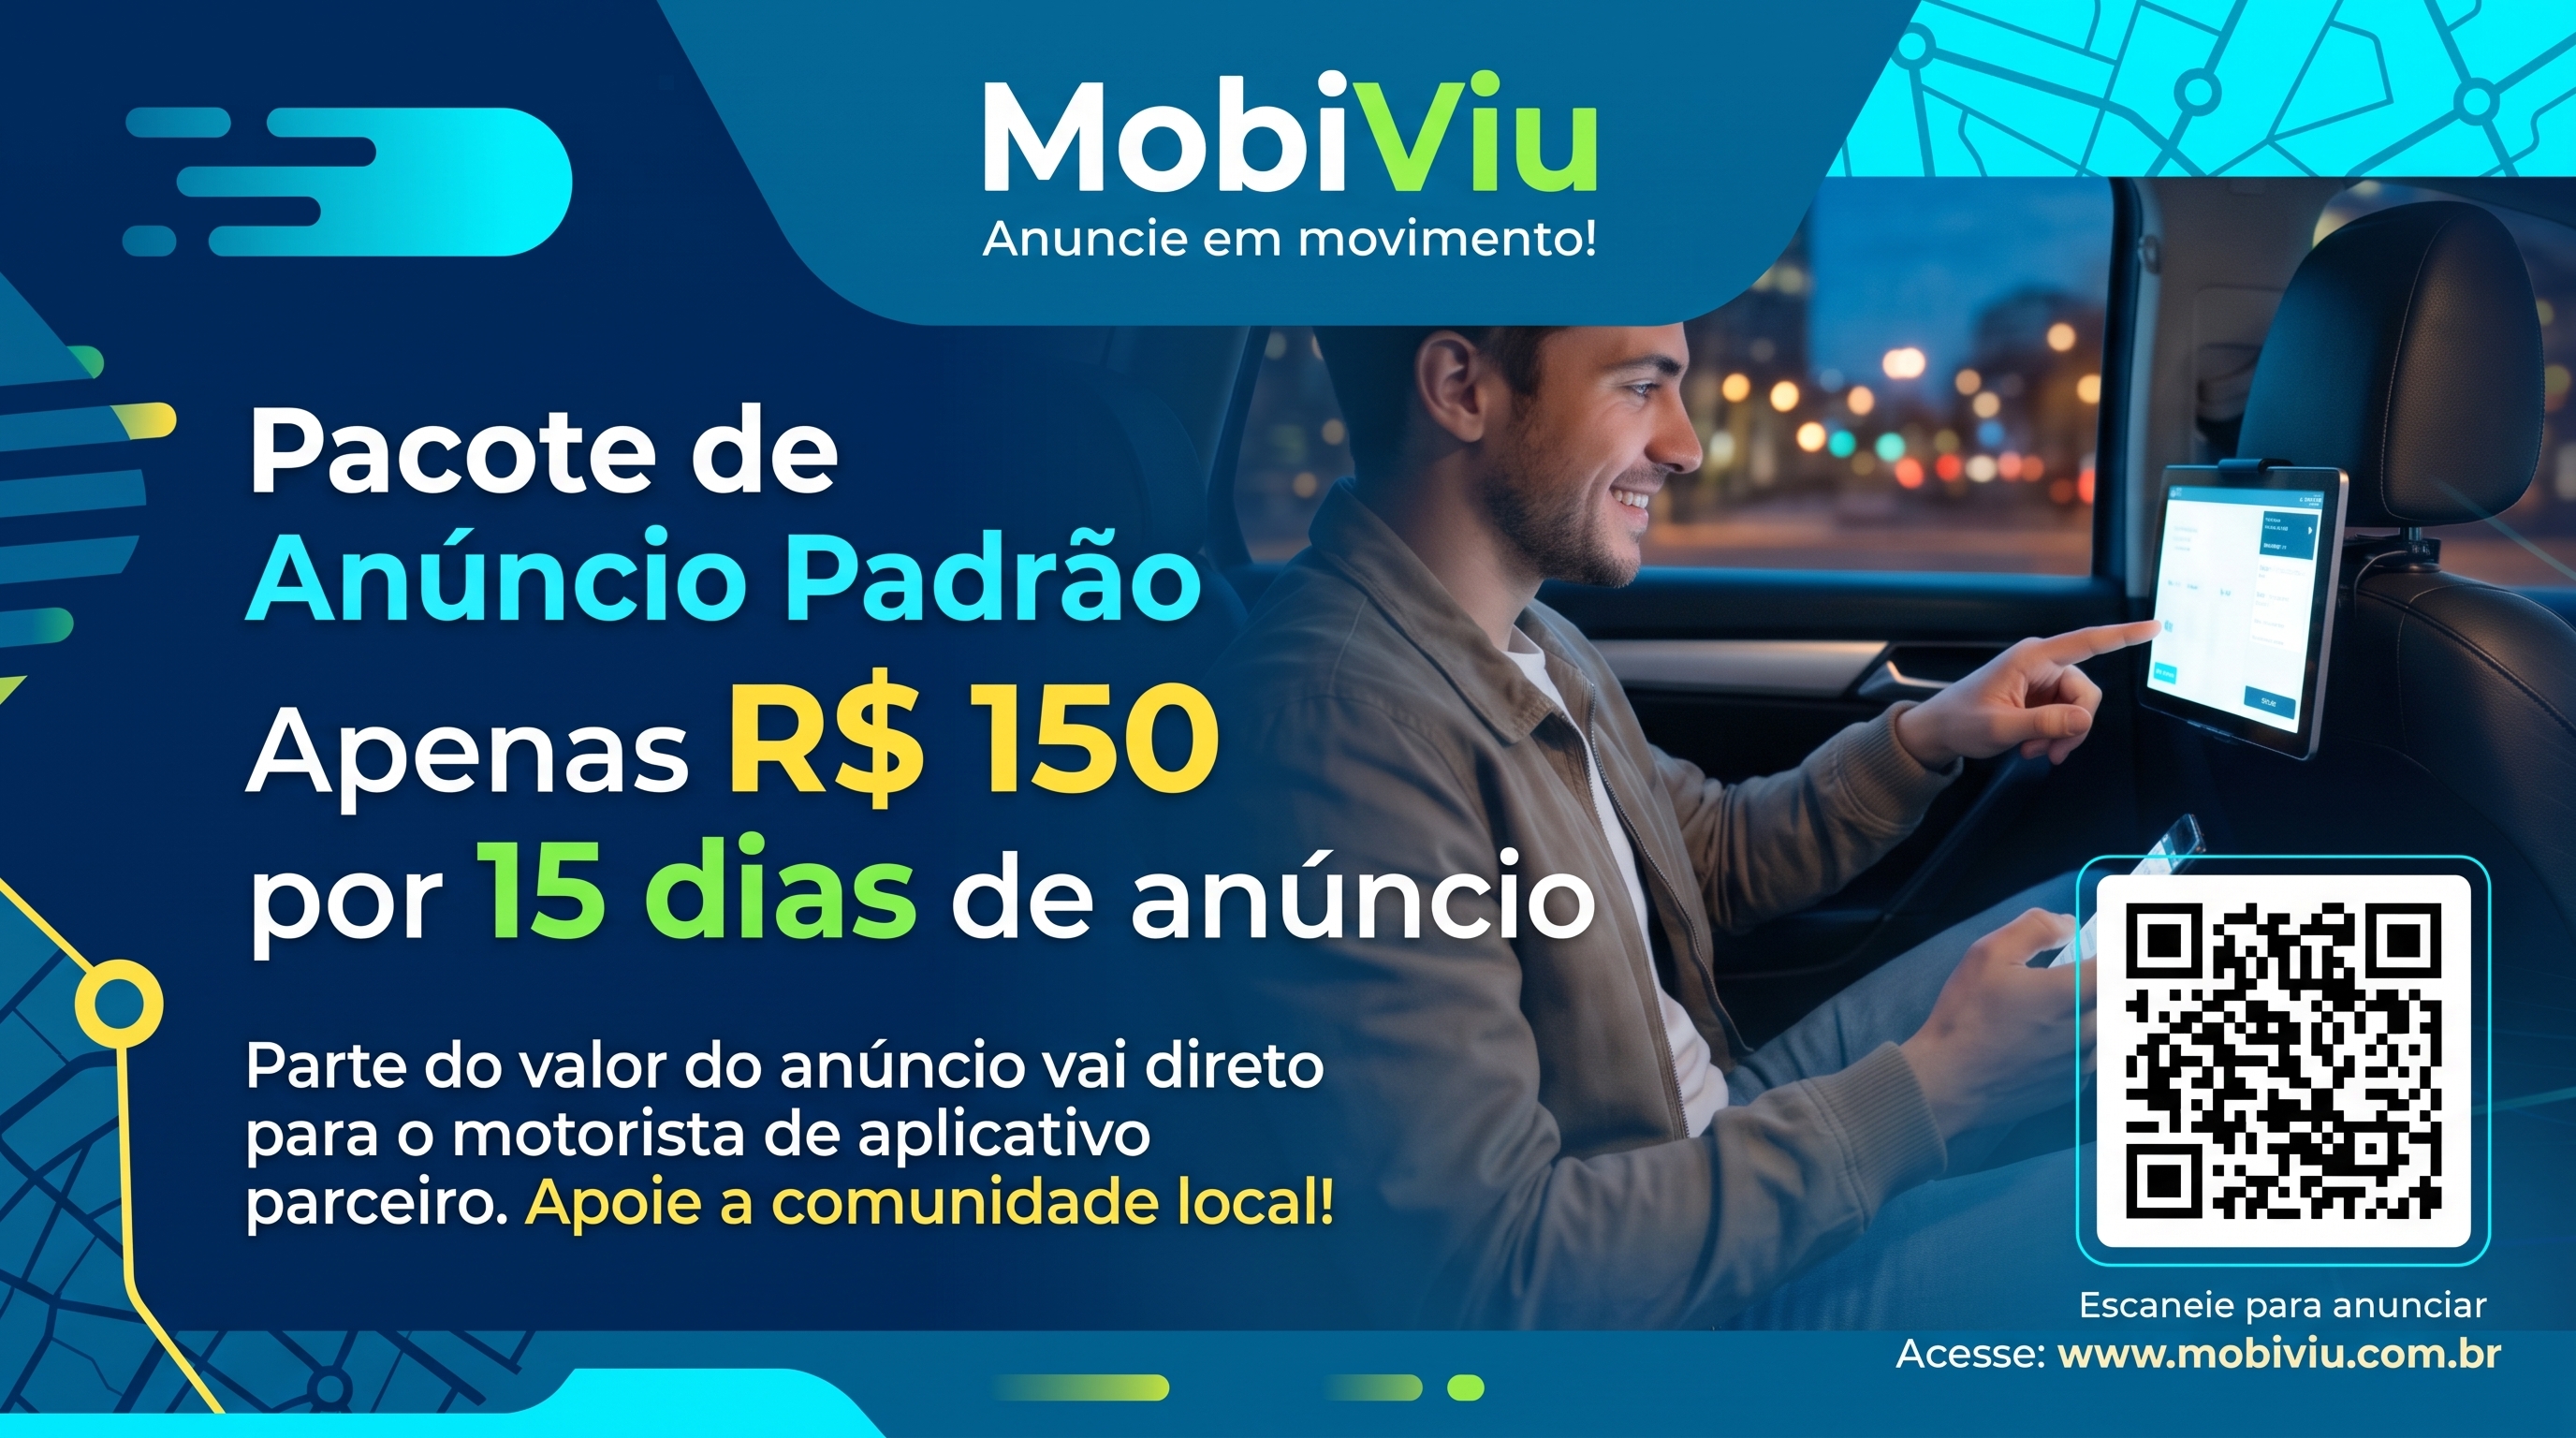 MobiViu
Anuncie em movimento!
Pacote de
Anúncio Padrão
Apenas R$ 150
por 15 dias de anúncio
Parte do valor do anúncio vai direto
para o motorista de aplicativo
parceiro. Apoie a comunidade local!
Escaneie para anunciar
Acesse: www.mobiviu.com.br